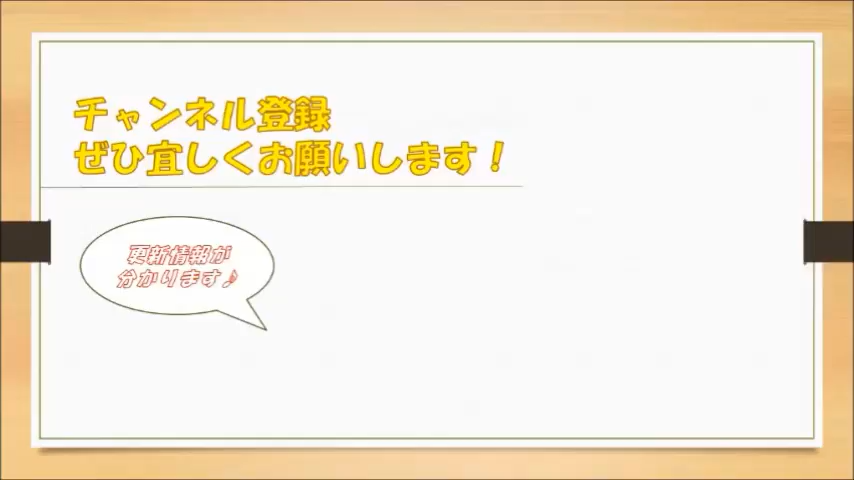 チャンネル登録
ぜひ宜しくお願いします！
更新情報が
分かります♪